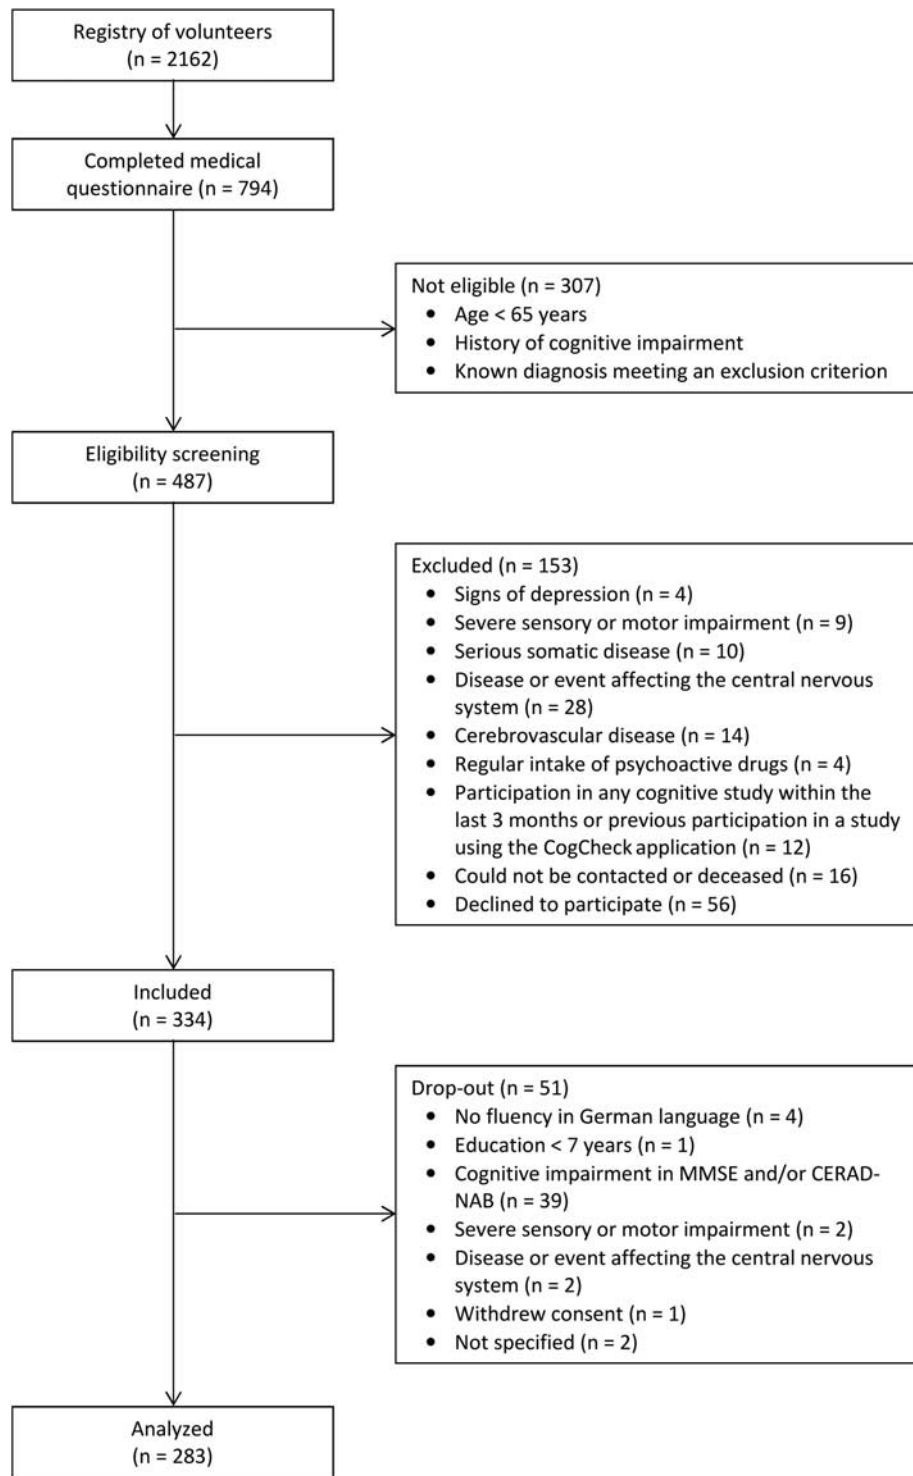 Registry of volunteers
(n = 2162)
Completed medical
questionnaire (n = 794)
Not eligible (n = 307)
• Age < 65 years
• History of cognitive impairment
• Known diagnosis meeting an exclusion criterion
Eligibility screening
(n = 487)
Excluded (n = 153)
• Signs of depression (n = 4)
• Severe sensory or motor impairment (n = 9)
• Serious somatic disease (n = 10)
• Disease or event affecting the central nervous
system (n = 28)
• Cerebrovascular disease (n = 14)
• Regular intake of psychoactive drugs (n = 4)
• Participation in any cognitive study within the
last 3 months or previous participation in a study
using the CogCheck application (n = 12)
• Could not be contacted or deceased (n = 16)
• Declined to participate (n = 56)
Included
(n = 334)
Drop-out (n = 51)
• No fluency in German language (n = 4)
• Education < 7 years (n = 1)
• Cognitive impairment in MMSE and/or CERAD-
NAB (n = 39)
• Severe sensory or motor impairment (n = 2)
• Disease or event affecting the central nervous
system (n = 2)
• Withdrew consent (n = 1)
• Not specified (n = 2)
Analyzed
(n = 283)